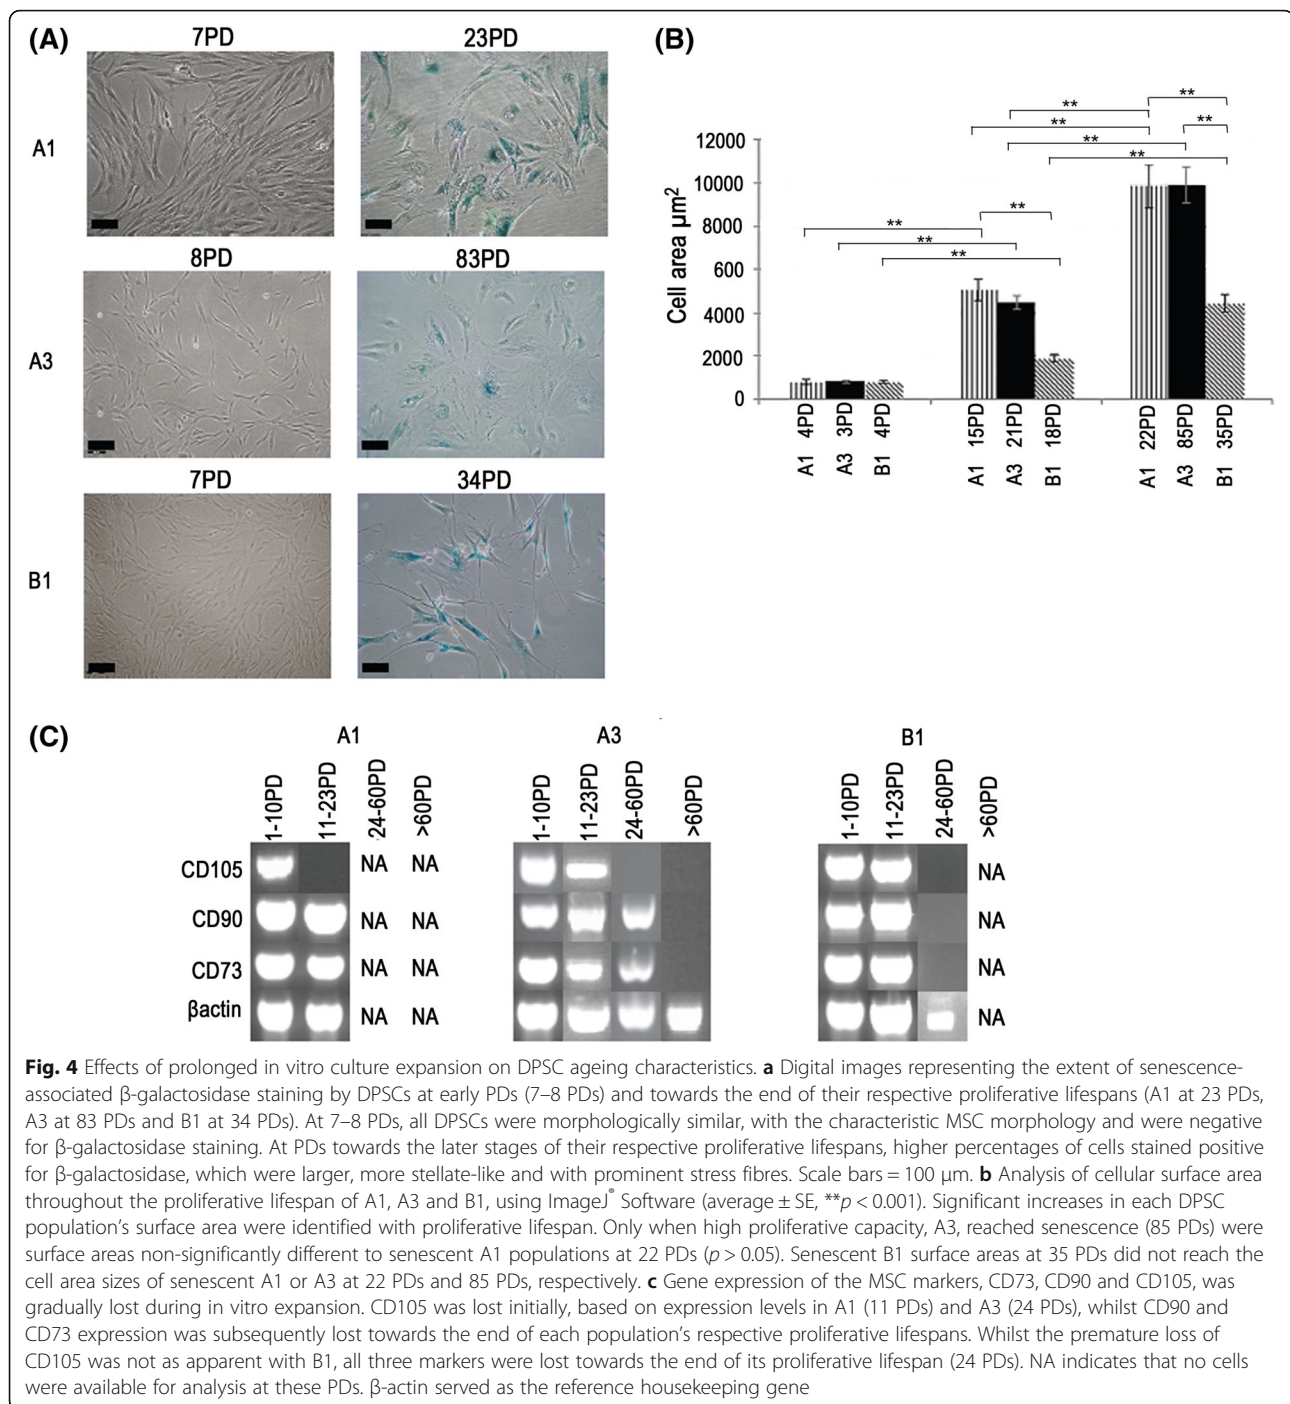 (A)
7PD
23PD
A1
8PD
83PD
A3
7PD
34PD
B1
(B)
**
**
**
**
**
**
**
**
**
**
**
12000
10000
8000
600
4000
2000
0
Cell area µm²
A1 4PD
A3 3PD
B1 4PD
A1 15PD
A3 21PD
B1 18PD
A1 22PD
A3 85PD
B1 35PD
(C)
A1
A3
B1
1-10PD
11-23PD
24-60PD
>60PD
1-10PD
11-23PD
24-60PD
>60PD
1-10PD
11-23PD
24-60PD
>60PD
CD105 NA NA NA
CD90 NA NA NA
CD73 NA NA NA
βactin NA NA NA
Fig. 4 Effects of prolonged in vitro culture expansion on DPSC ageing characteristics. a Digital images representing the extent of senescence-
associated β-galactosidase staining by DPSCs at early PDs (7–8 PDs) and towards the end of their respective proliferative lifespans (A1 at 23 PDs,
A3 at 83 PDs and B1 at 34 PDs). At 7–8 PDs, all DPSCs were morphologically similar, with the characteristic MSC morphology and were negative
for β-galactosidase staining. At PDs towards the later stages of their respective proliferative lifespans, higher percentages of cells stained positive
for β-galactosidase, which were larger, more stellate-like and with prominent stress fibres. Scale bars = 100 µm. b Analysis of cellular surface area
throughout the proliferative lifespan of A1, A3 and B1, using ImageJ® Software (average ± SE, **p < 0.001). Significant increases in each DPSC
population's surface area were identified with proliferative lifespan. Only when high proliferative capacity, A3, reached senescence (85 PDs) were
surface areas non-significantly different to senescent A1 populations at 22 PDs (p > 0.05). Senescent B1 surface areas at 35 PDs did not reach the
cell area sizes of senescent A1 or A3 at 22 PDs and 85 PDs, respectively. c Gene expression of the MSC markers, CD73, CD90 and CD105, was
gradually lost during in vitro expansion. CD105 was lost initially, based on expression levels in A1 (11 PDs) and A3 (24 PDs), whilst CD90 and
CD73 expression was subsequently lost towards the end of each population's respective proliferative lifespans. Whilst the premature loss of
CD105 was not as apparent with B1, all three markers were lost towards the end of its proliferative lifespan (24 PDs). NA indicates that no cells
were available for analysis at these PDs. β-actin served as the reference housekeeping gene